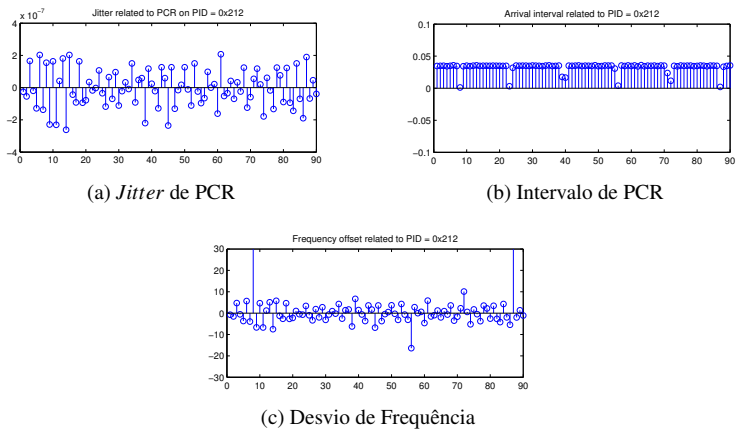 Jitter related to PCR on PID = 0x212
x 10^-7
4
2
0
−2
−4
0 10 20 30 40 50 60 70 80 90
(a) Jitter de PCR
Arrival interval related to PID = 0x212
0.1
0.05
0
−0.05
−0.1
0 10 20 30 40 50 60 70 80 90
(b) Intervalo de PCR
Frequency offset related to PID = 0x212
30
20
10
0
−10
−20
−30
0 10 20 30 40 50 60 70 80 90
(c) Desvio de Frequência